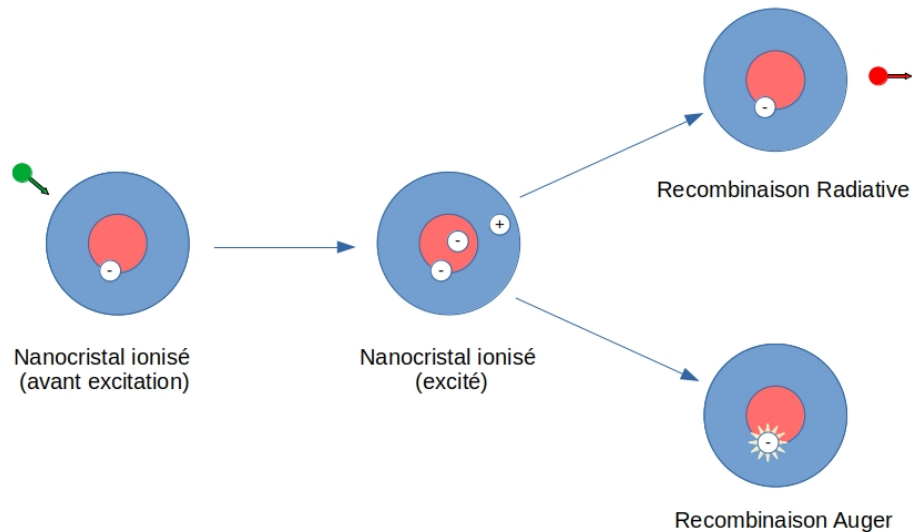 -
Nanocristal ionisé
(avant excitation)
+
-
-
Nanocristal ionisé
(excité)
-
Recombinaison Radiative
-
Recombinaison Auger